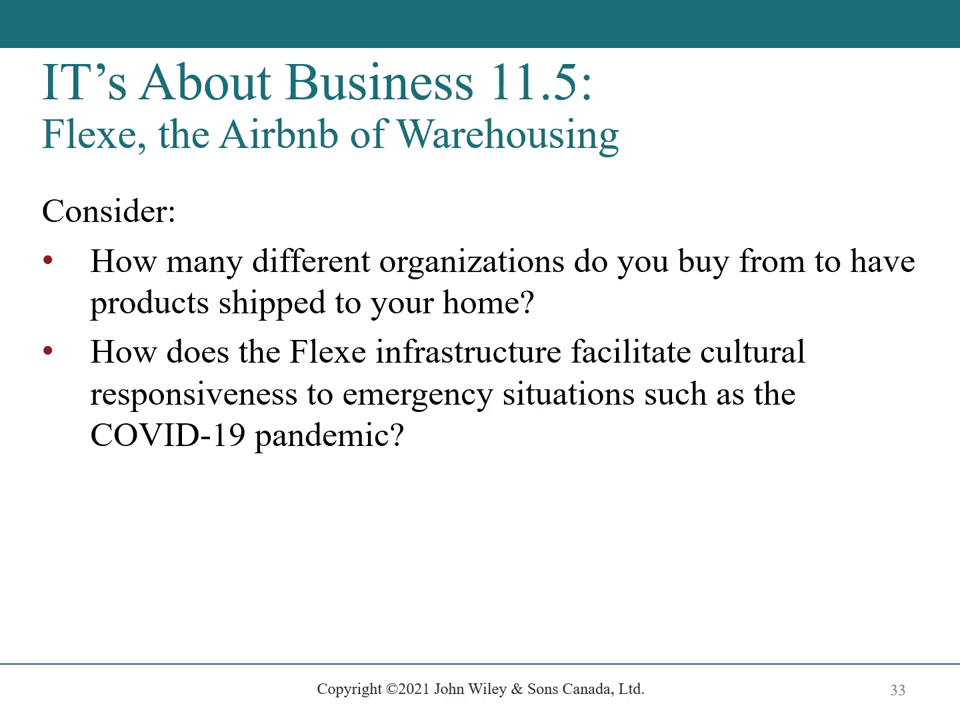 IT’s About Business 11.5:
Flexe, the Airbnb of Warehousing
Consider:
• How many different organizations do you buy from to have
products shipped to your home?
• How does the Flexe infrastructure facilitate cultural
responsiveness to emergency situations such as the
COVID-19 pandemic?
Copyright ©2021 John Wiley & Sons Canada, Ltd.
33